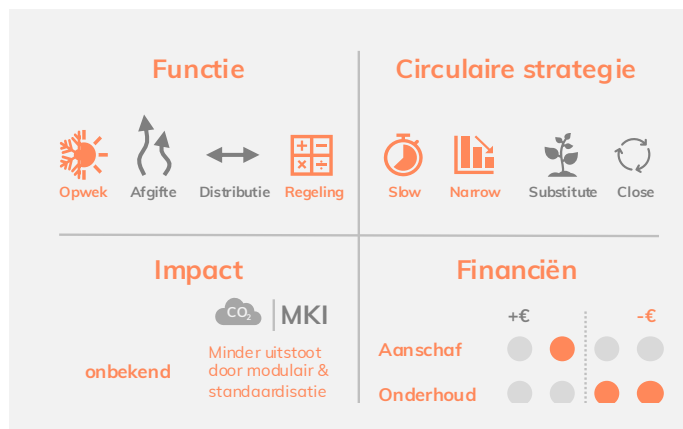 Functie
Opwek Afgifte Distributie Regeling
Circulaire strategie
Slow Narrow Substitute Close
Impact
CO₂ MKI
onbekend
Minder uitstoot
door modulair &
standaardisatie
Financiën
+€ -€
Aanschaf
Onderhoud